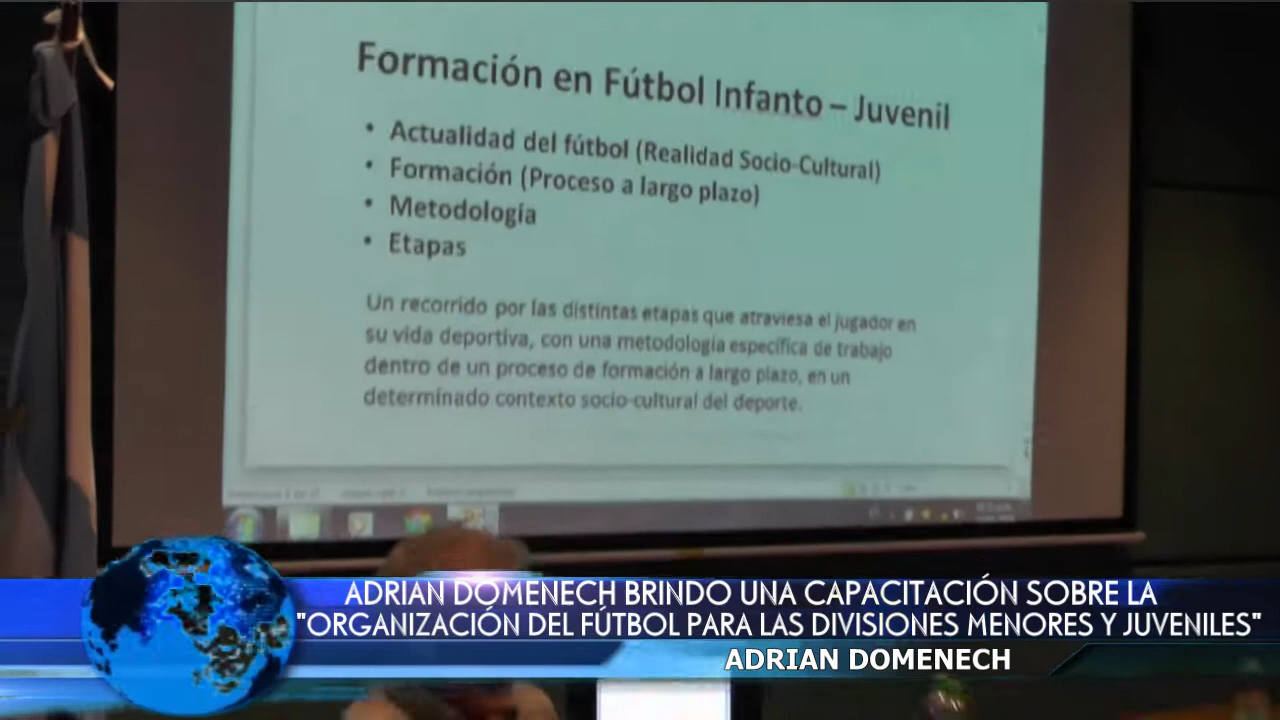 Formación en Fútbol Infanto – Juvenil
• Actualidad del fútbol (Realidad Socio-Cultural)
• Formación (Proceso a largo plazo)
• Metodología
• Etapas
Un recorrido por las distintas etapas que atraviesa el jugador en
su vida deportiva, con una metodología específica de trabajo
dentro de un proceso de formación a largo plazo, en un
determinado contexto socio-cultural del deporte.
ADRIAN DOMENECH BRINDO UNA CAPACITACIÓN SOBRE LA
"ORGANIZACIÓN DEL FÚTBOL PARA LAS DIVISIONES MENORES Y JUVENILES"
ADRIAN DOMENECH